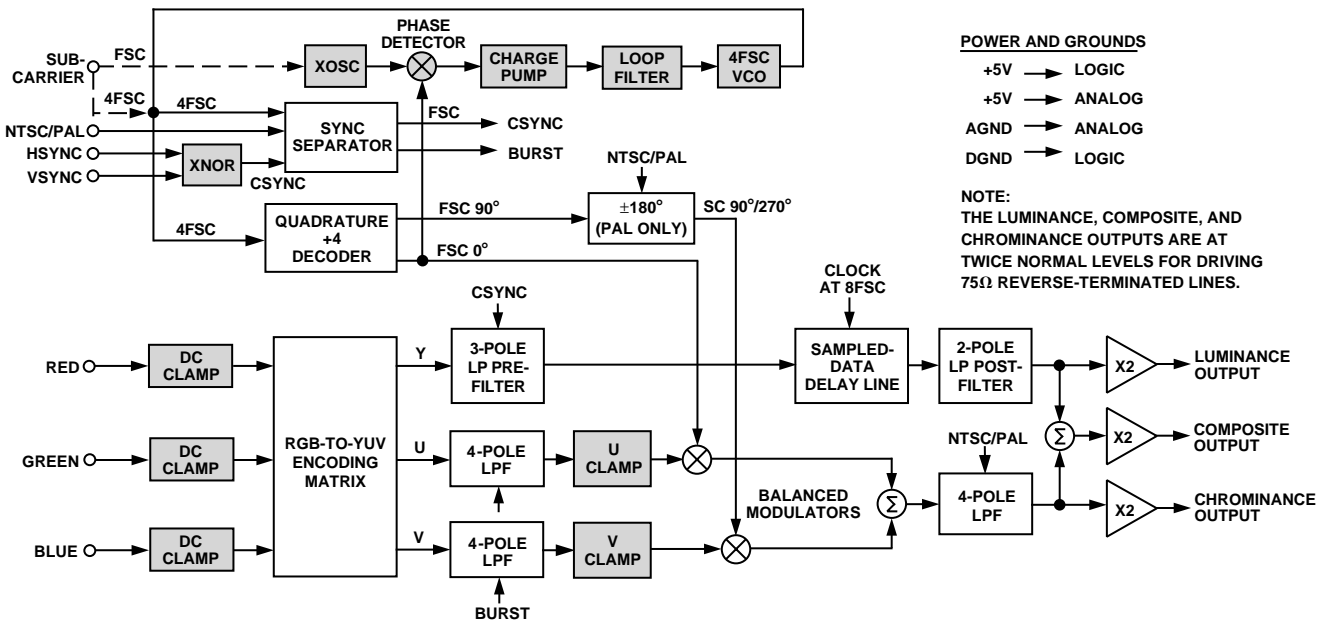 PHASE
DETECTOR
SUB-
CARRIER
FSC
XOSC
CHARGE
PUMP
LOOP
FILTER
4FSC
VCO
4FSC
4FSC
NTSC/PAL
HSYNC
VSYNC
XNOR
CSYNC
SYNC
SEPARATOR
FSC
CSYNC
BURST
4FSC
QUADRATURE
+4
DECODER
FSC 90°
FSC 0°
NTSC/PAL
±180°
(PAL ONLY)
SC 90°/270°
POWER AND GROUNDS
+5V LOGIC
+5V ANALOG
AGND ANALOG
DGND LOGIC
NOTE:
THE LUMINANCE, COMPOSITE, AND
CHROMINANCE OUTPUTS ARE AT
TWICE NORMAL LEVELS FOR DRIVING
75Ω REVERSE-TERMINATED LINES.
CLOCK
AT 8FSC
CSYNC
RED
DC
CLAMP
GREEN
DC
CLAMP
BLUE
DC
CLAMP
RGB-TO-YUV
ENCODING
MATRIX
Y
U
V
3-POLE
LP PRE-
FILTER
4-POLE
LPF
4-POLE
LPF
BURST
U
CLAMP
V
CLAMP
BALANCED
MODULATORS
SAMPLED-
DATA
DELAY LINE
2-POLE
LP POST-
FILTER
Σ
NTSC/PAL
4-POLE
LPF
Σ
X2
LUMINANCE
OUTPUT
X2
COMPOSITE
OUTPUT
X2
CHROMINANCE
OUTPUT